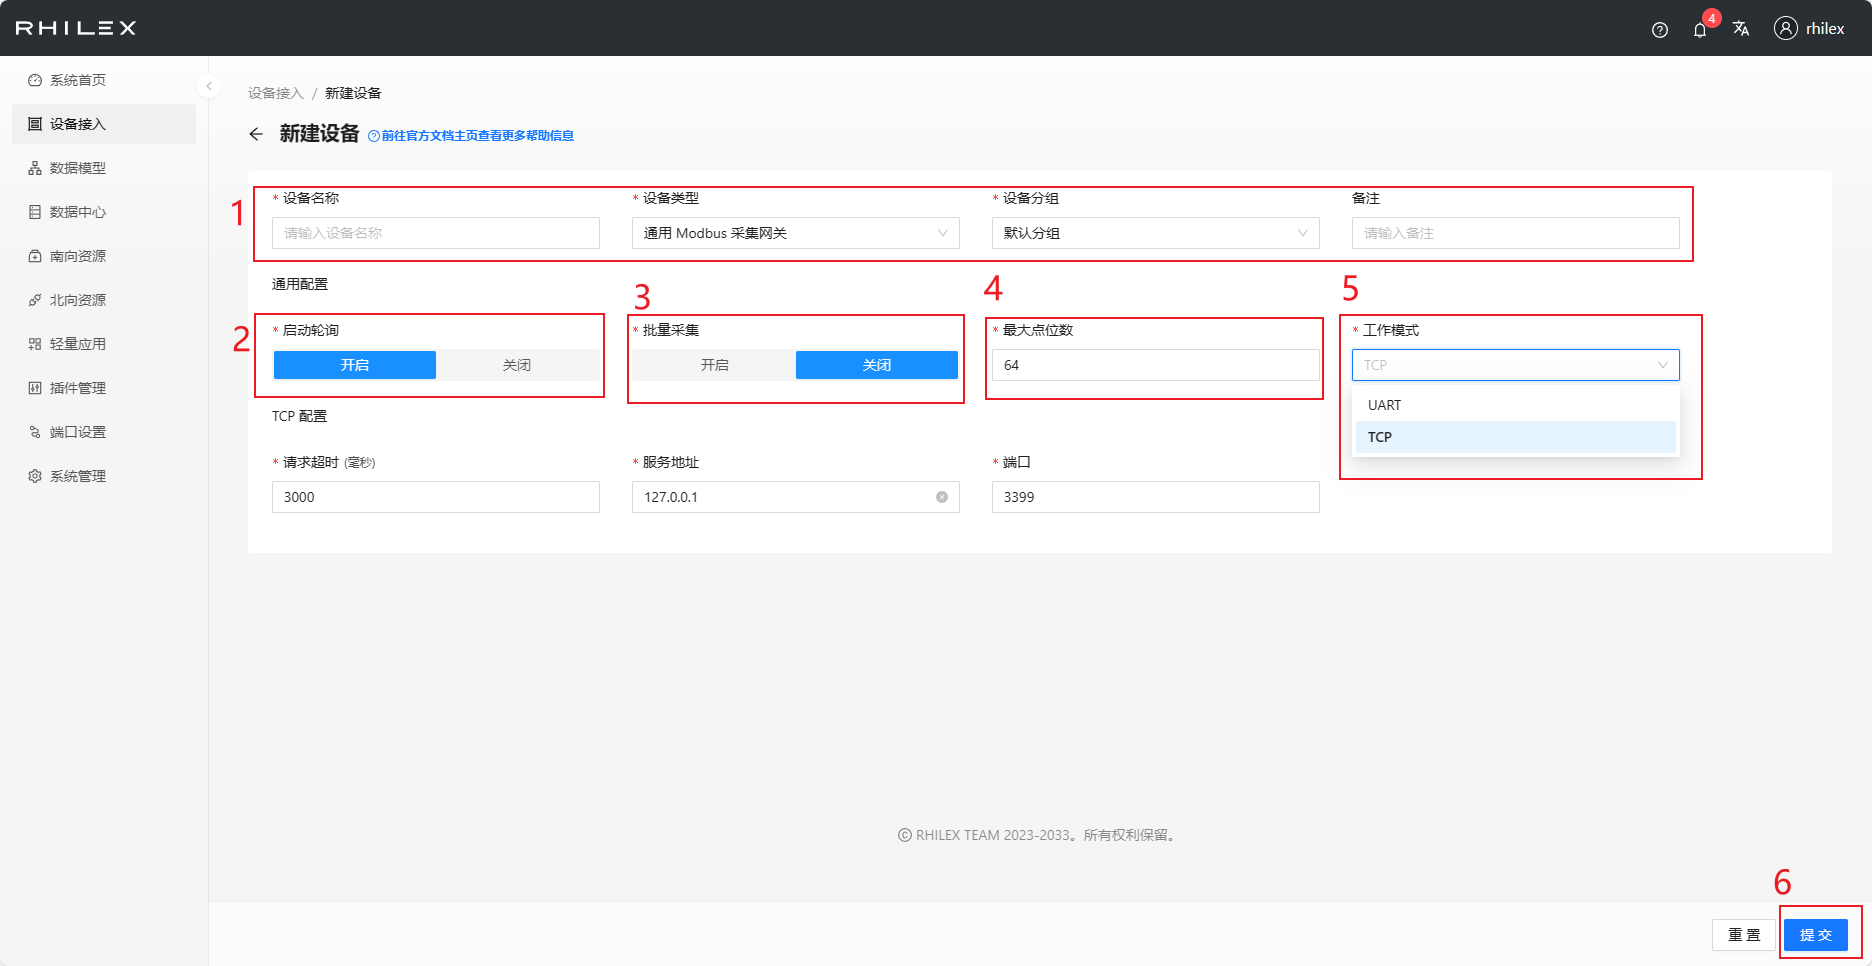 RHILEX
4
rhilex
系统首页
设备接入
数据模型
数据中心
南向资源
北向资源
轻量应用
插件管理
端口设置
系统管理
设备接入 / 新建设备
新建设备 前往官方文档主页查看更多帮助信息
1
* 设备名称
请输入设备名称
* 设备类型
通用 Modbus 采集网关
* 设备分组
默认分组
备注
请输入备注
通用配置
2
* 启动轮询
开启 关闭
3
* 批量采集
开启 关闭
4
* 最大点位数
64
5
* 工作模式
TCP
UART
TCP
TCP 配置
* 请求超时 (毫秒)
3000
* 服务地址
127.0.0.1
* 端口
3399
© RHILEX TEAM 2023-2033。所有权利保留。
6
重 置
提 交